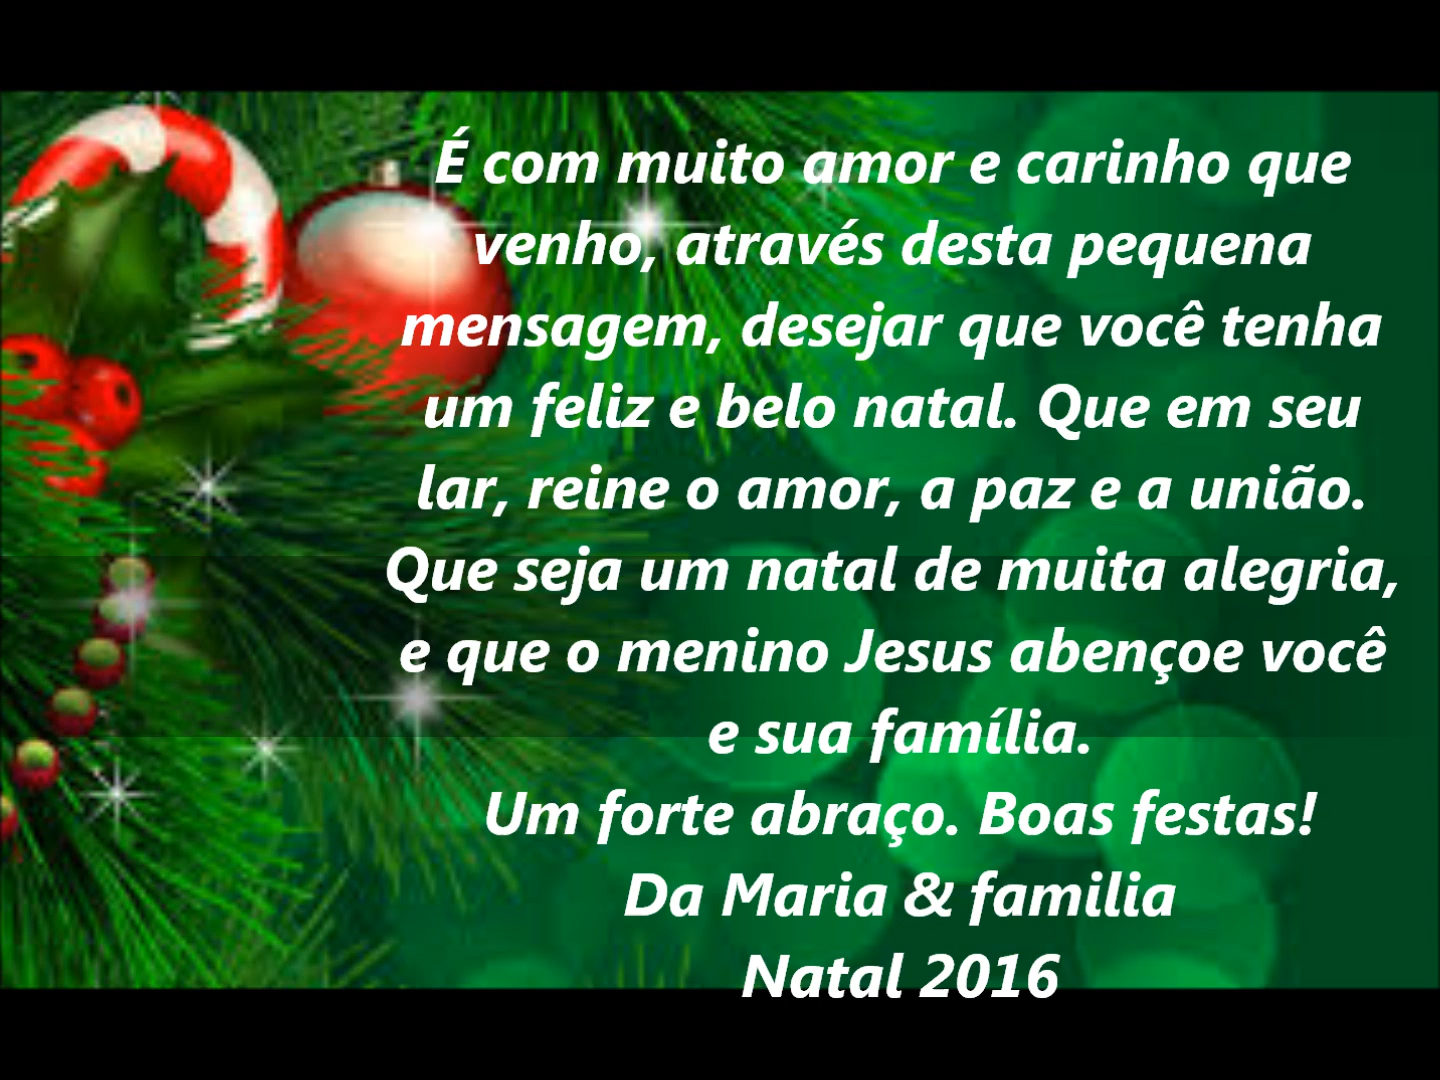 É com muito amor e carinho que
venho, através desta pequena
mensagem, desejar que você tenha
um feliz e belo natal. Que em seu
lar, reine o amor, a paz e a união.
Que seja um natal de muita alegria,
e que o menino Jesus abençoe você
e sua família.
Um forte abraço. Boas festas!
Da Maria & familia
Natal 2016